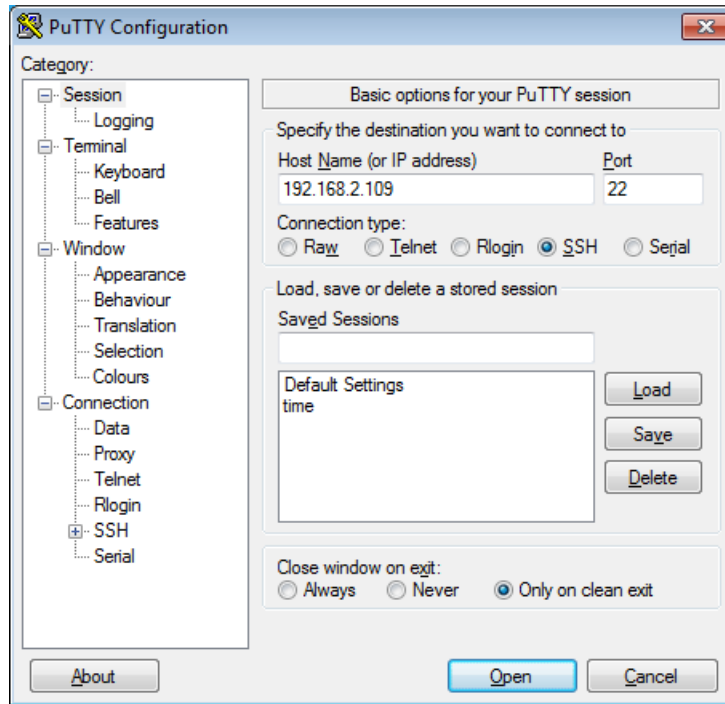 PuTTY Configuration
Category:
Session
Logging
Terminal
Keyboard
Bell
Features
Window
Appearance
Behaviour
Translation
Selection
Colours
Connection
Data
Proxy
Telnet
Rlogin
SSH
Serial
Basic options for your PuTTY session
Specify the destination you want to connect to
Host Name (or IP address) Port
192.168.2.109 22
Connection type:
Raw Telnet Rlogin SSH Serial
Load, save or delete a stored session
Saved Sessions
Default Settings
time
Load
Save
Delete
Close window on exit:
Always Never Only on clean exit
About Open Cancel